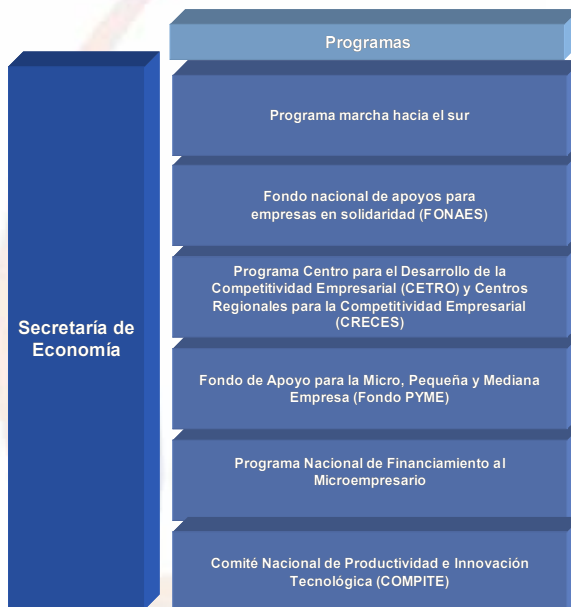 Programas
Secretaría de
Economía
Programa marcha hacia el sur
Fondo nacional de apoyos para
empresas en solidaridad (FONAES)
Programa Centro para el Desarrollo de la
Competitividad Empresarial (CETRO) y Centros
Regionales para la Competitividad Empresarial
(CRECES)
Fondo de Apoyo para la Micro, Pequeña y Mediana
Empresa (Fondo PYME)
Programa Nacional de Financiamiento al
Microempresario
Comité Nacional de Productividad e Innovación
Tecnológica (COMPITE)